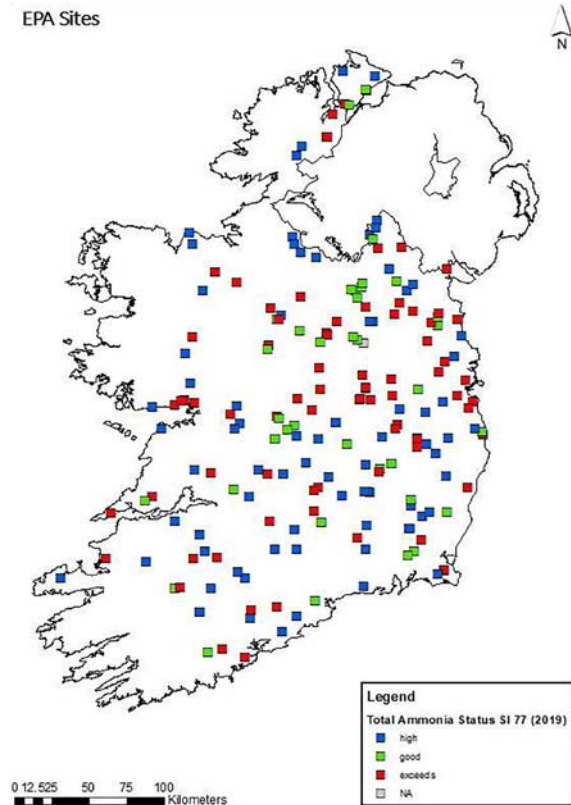 EPA Sites
N
Legend
Total Ammonia Status SI 77 (2019)
high
good
exceeds
NA
0 12.525 50 75 100
Kilometers